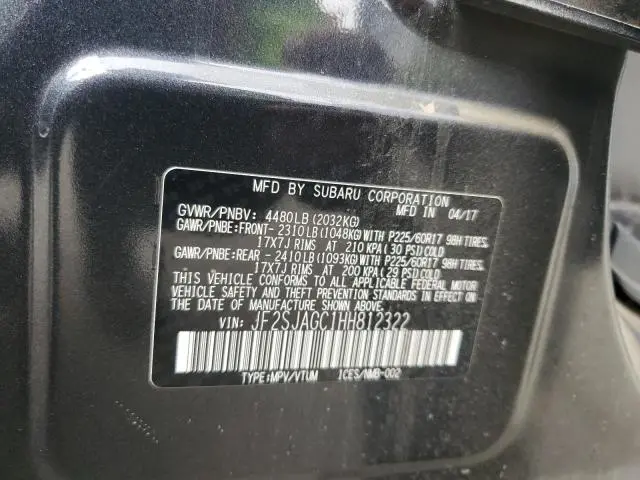 MFD BY SUBARU CORPORATION
MFD IN 04/17
GVWR/PNBV: 4480LB(2032KG)
GAWR/PNBE:FRONT- 2310LB(1048KG)WITH P225/60R17 98H TIRES,
17X7J RIMS AT 210 KPA(30 PSI)COLD
GAWR/PNBE:REAR - 2410LB(1093KG)WITH P225/60R17 98H TIRES,
17X7J RIMS AT 200 KPA(29 PSI)COLD
THIS VEHICLE CONFORMS TO ALL APPLICABLE FEDERAL MOTOR
VEHICLE SAFETY AND THEFT PREVENTION STANDARDS IN EFFECT ON
THE DATE OF MANUFACTURE SHOWN ABOVE.
VIN: JF2SJAGC1HH812322
TYPE:MPV/VTUM ICES/NMB-002